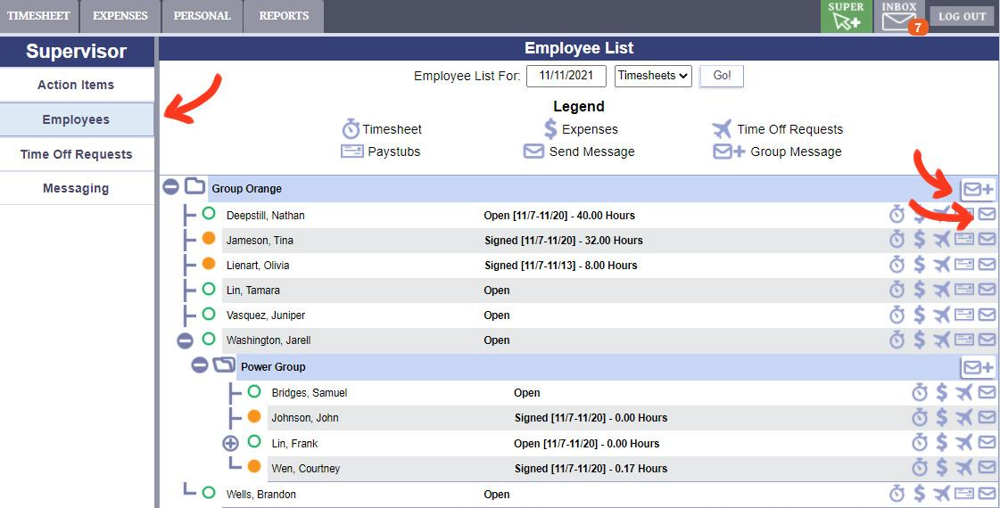 TIMESHEET EXPENSES PERSONAL REPORTS SUPER INBOX 7 LOG OUT
Supervisor
Action Items
Employees
Time Off Requests
Messaging
Employee List
Employee List For: 11/11/2021 Timesheets Go!
Legend
Timesheet Expenses Time Off Requests
Paystubs Send Message Group Message
Group Orange
Deepstill, Nathan Open [11/7-11/20] - 40.00 Hours
Jameson, Tina Signed [11/7-11/20] - 32.00 Hours
Lienart, Olivia Signed [11/7-11/13] - 8.00 Hours
Lin, Tamara Open
Vasquez, Juniper Open
Washington, Jarell Open
Power Group
Bridges, Samuel Open
Johnson, John Signed [11/7-11/20] - 0.00 Hours
Lin, Frank Open [11/7-11/20] - 0.00 Hours
Wen, Courtney Signed [11/7-11/20] - 0.17 Hours
Wells, Brandon Open